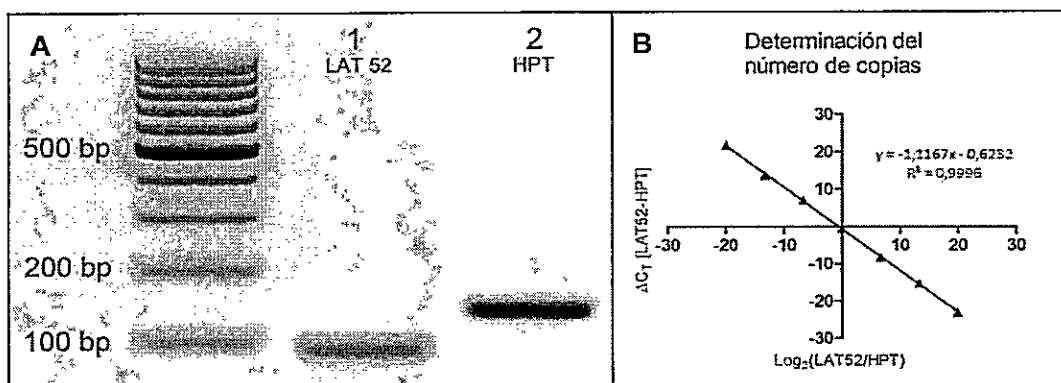 A
1
LAT 52
2
HPT
500 bp
200 bp
100 bp
B
Determinación del
número de copias
ΔCT [LAT52-HPT]
30
20
10
-30 -20 -10 0 10 20 30
-10
-20
-30
R² = 0,9996
Log₂(LAT52/HPT)